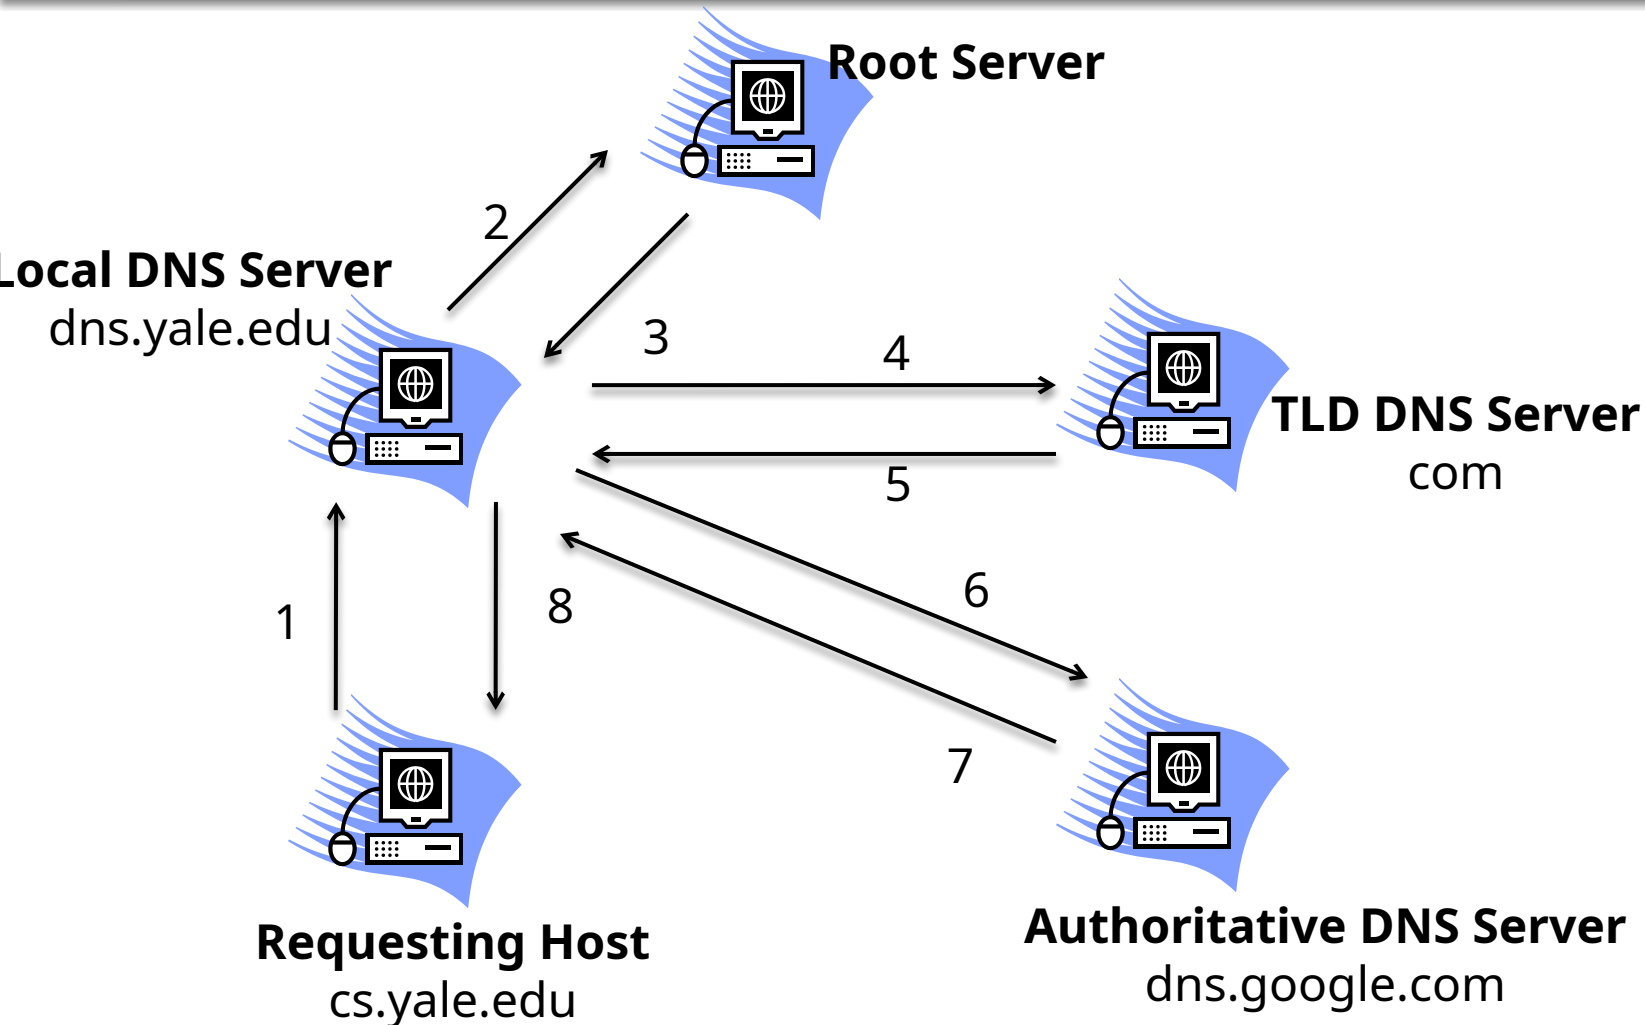 Root Server
2
Local DNS Server
dns.yale.edu
3
4
TLD DNS Server
com
5
6
1
8
7
Authoritative DNS Server
dns.google.com
Requesting Host
cs.yale.edu